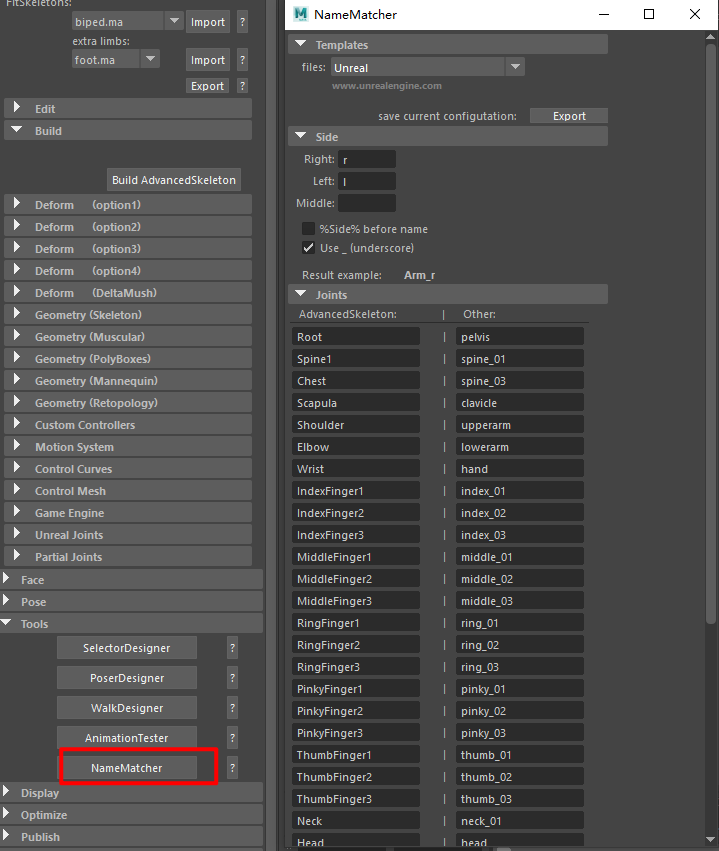 FitSkeletons:
biped.ma Import ?
extra limbs:
foot.ma Import ?
Export ?
Edit
Build
Build AdvancedSkeleton
Deform (option1)
Deform (option2)
Deform (option3)
Deform (option4)
Deform (DeltaMush)
Geometry (Skeleton)
Geometry (Muscular)
Geometry (PolyBoxes)
Geometry (Mannequin)
Geometry (Retopology)
Custom Controllers
Motion System
Control Curves
Control Mesh
Game Engine
Unreal Joints
Partial Joints
Face
Pose
Tools
SelectorDesigner ?
PoserDesigner ?
WalkDesigner ?
AnimationTester ?
NameMatcher ?
Display
Optimize
Publish
M NameMatcher
Templates
files: Unreal
www.unrealengine.com
save current configutation: Export
Side
Right: r
Left: l
Middle:
%Side% before name
Use _ (underscore)
Result example: Arm_r
Joints
AdvancedSkeleton: | Other:
Root | pelvis
Spine1 | spine_01
Chest | spine_03
Scapula | clavicle
Shoulder | upperarm
Elbow | lowerarm
Wrist | hand
IndexFinger1 | index_01
IndexFinger2 | index_02
IndexFinger3 | index_03
MiddleFinger1 | middle_01
MiddleFinger2 | middle_02
MiddleFinger3 | middle_03
RingFinger1 | ring_01
RingFinger2 | ring_02
RingFinger3 | ring_03
PinkyFinger1 | pinky_01
PinkyFinger2 | pinky_02
PinkyFinger3 | pinky_03
ThumbFinger1 | thumb_01
ThumbFinger2 | thumb_02
ThumbFinger3 | thumb_03
Neck | neck_01
Head | head